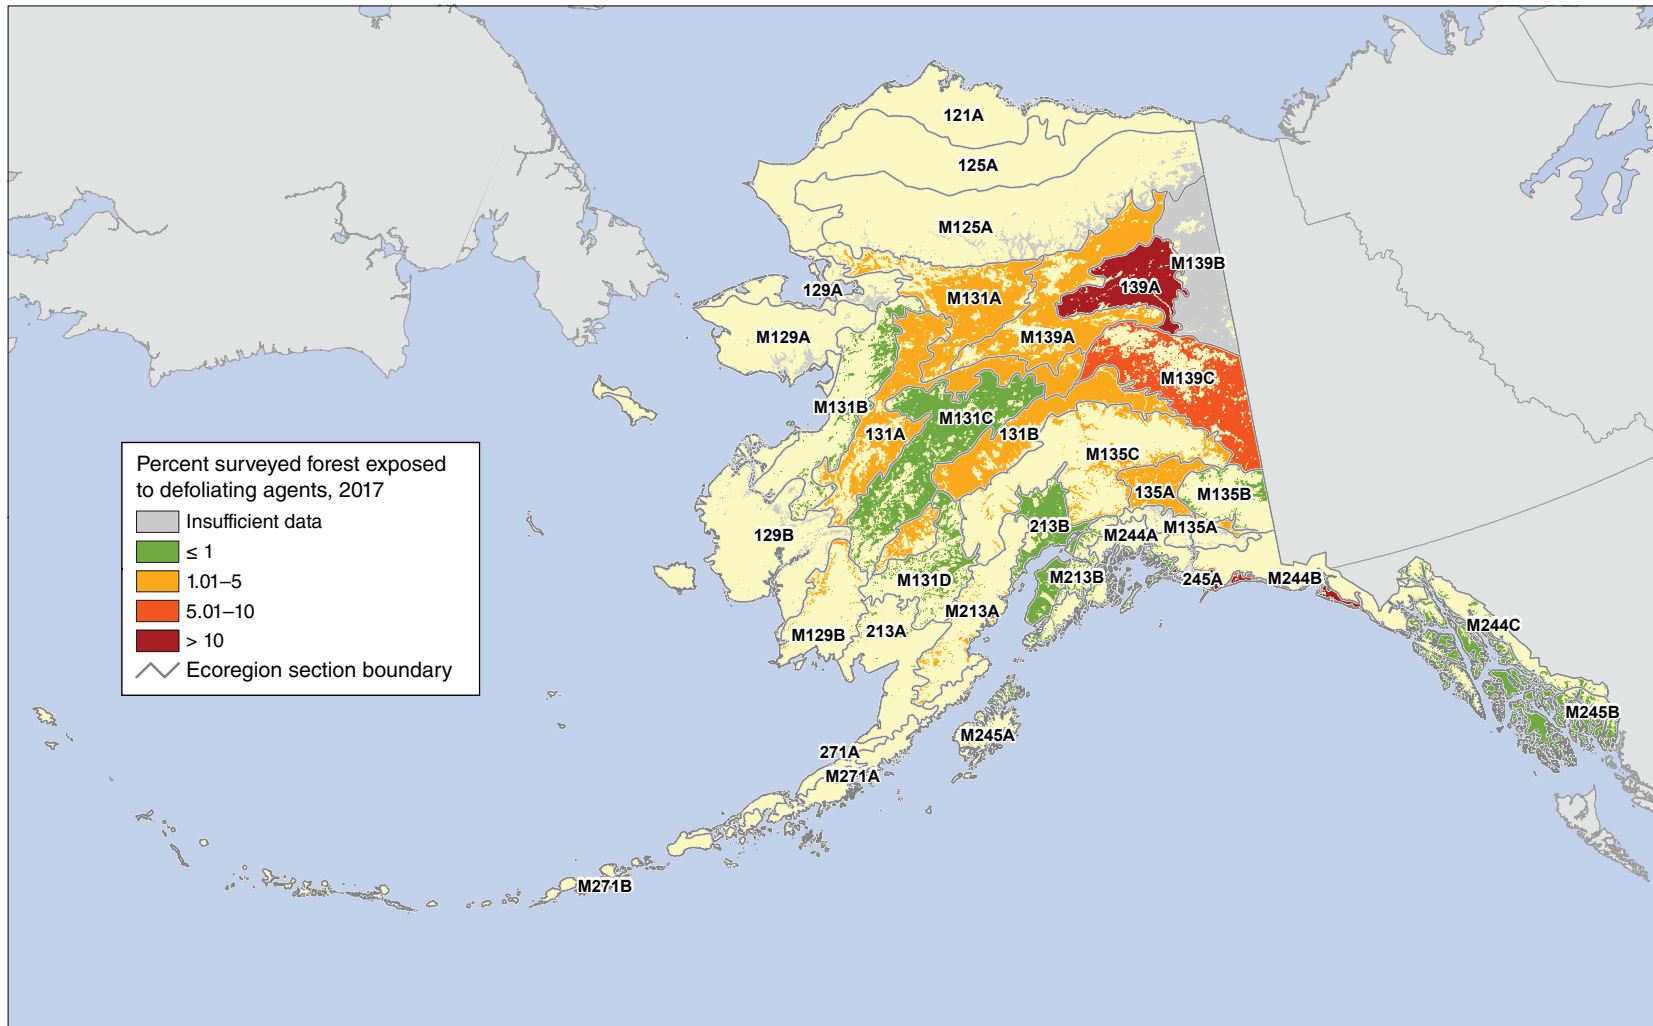 121A
125A
M125A
M139B
129A
M131A
139A
M129A
M139A
M139C
M131B
M131C
131A
131B
M135C
135A
M135B
213B
M135A
129B
M244A
M131D
M213B
245A
M244B
M213A
M129B
213A
M244C
M245B
M245A
271A
M271A
M271B
Percent surveyed forest exposed
to defoliating agents, 2017
Insufficient data
≤ 1
1.01–5
5.01–10
> 10
Ecoregion section boundary